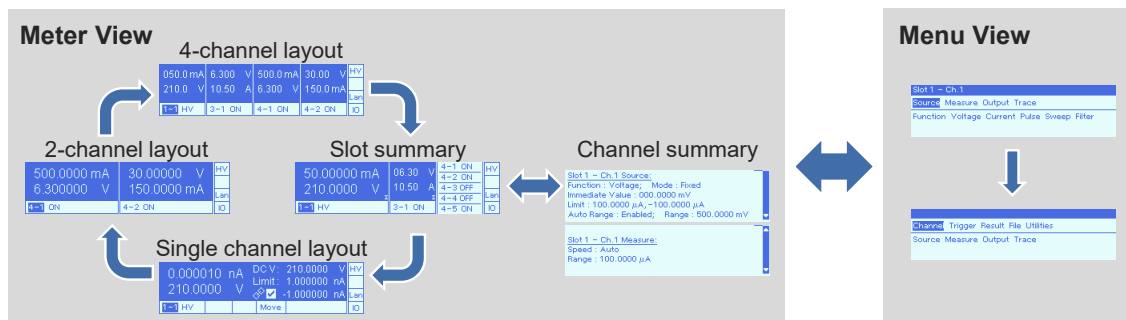 Meter View
4-channel layout
050.0 mA 6.300 V 500.0 mA 30.00 V HV
210.0 V 10.50 A 6.300 V 150.0 mA Lan
1-1 HV 3-1 ON 4-1 ON 4-2 ON IO
2-channel layout
500.0000 mA 30.00000 V HV
6.300000 V 150.0000 mA Lan
4-1 ON 4-2 ON IO
Slot summary
50.00000 mA 06.30 V 4-1 ON HV
4-2 ON
210.0000 V 10.50 A 4-3 OFF Lan
4-4 OFF
1-1 HV 3-1 ON 4-5 ON IO
Channel summary
Slot 1 - Ch.1 Source:
Function : Voltage; Mode : Fixed
Immediate Value : 000.0000 mV
Limit : 100.0000 µA,-100.0000 µA
Auto Range : Enabled; Range : 500.0000 mV
Slot 1 - Ch.1 Measure:
Speed : Auto
Range : 100.0000 µA
Single channel layout
0.000010 nA DC V: 210.0000 V HV
210.0000 V Limit: 1.000000 nA
-1.000000 nA Lan
1-1 HV Move IO
Menu View
Slot 1 - Ch.1
Source Measure Output Trace
Function Voltage Current Pulse Sweep Filter
Channel Trigger Result File Utilities
Source Measure Output Trace